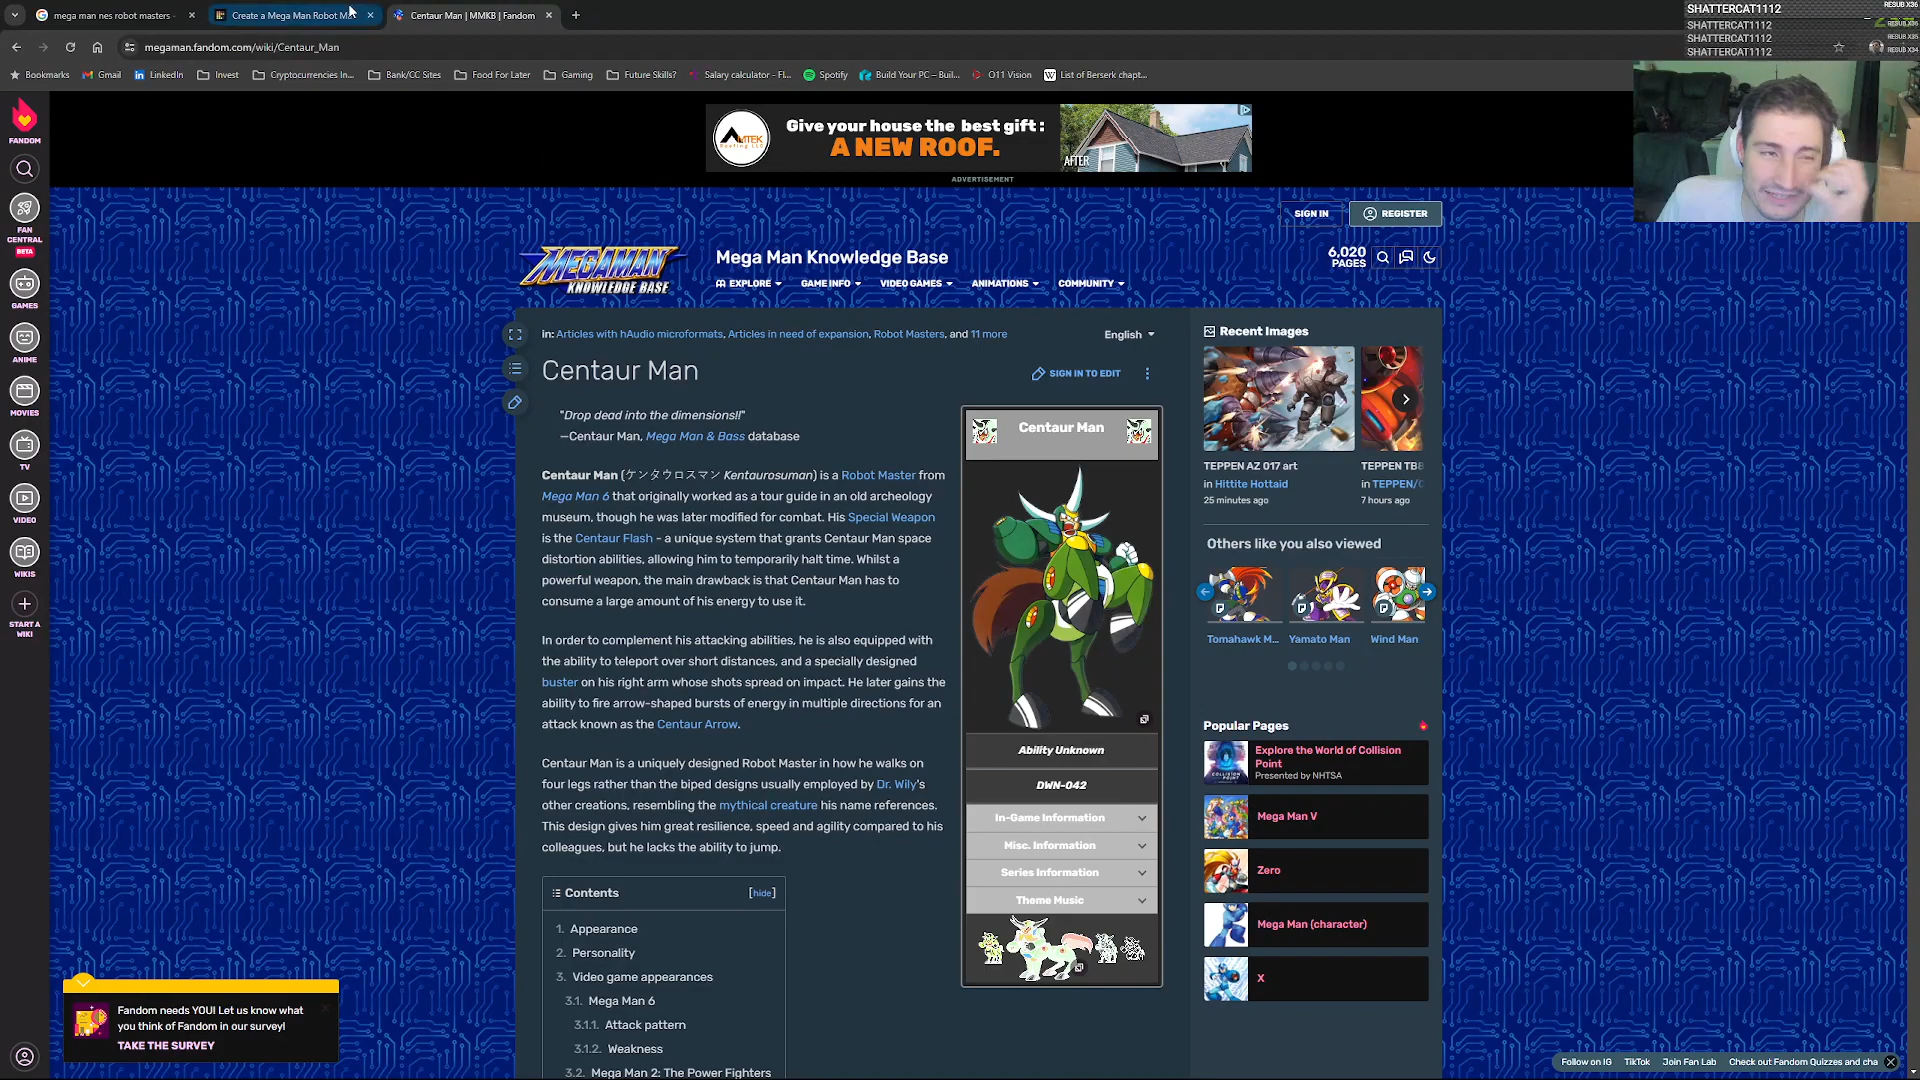 mega man nes robot masters -
Create a Mega Man Robot Ma
Centaur Man | MMKB | Fandom
megaman.fandom.com/wiki/Centaur_Man
Bookmarks
Gmail
LinkedIn
Invest
Cryptocurrencies In...
Bank/CC Sites
Food For Later
Gaming
Future Skills?
Salary calculator - Fl...
Spotify
Build Your PC – Buil...
O11 Vision
List of Berserk chapt...
SHATTERCAT1112 RESUB X36
SHATTERCAT1112
SHATTERCAT1112 RESUB X35
SHATTERCAT1112 RESUB X34
FANDOM
FAN CENTRAL
BETA
GAMES
ANIME
MOVIES
TV
VIDEO
WIKIS
START A
WIKI
AMTEK
Give your house the best gift:
A NEW ROOF.
AFTER
ADVERTISEMENT
SIGN IN
REGISTER
MEGAMAN
KNOWLEDGE BASE
Mega Man Knowledge Base
6,020
PAGES
EXPLORE
GAME INFO
VIDEO GAMES
ANIMATIONS
COMMUNITY
in: Articles with hAudio microformats, Articles in need of expansion, Robot Masters, and 11 more
English
Centaur Man
SIGN IN TO EDIT
"Drop dead into the dimensions!!"
—Centaur Man, Mega Man & Bass database
Centaur Man (ケンタウロスマン Kentaurosuman) is a Robot Master from
Mega Man 6 that originally worked as a tour guide in an old archeology
museum, though he was later modified for combat. His Special Weapon
is the Centaur Flash - a unique system that grants Centaur Man space
distortion abilities, allowing him to temporarily halt time. Whilst a
powerful weapon, the main drawback is that Centaur Man has to
consume a large amount of his energy to use it.
In order to complement his attacking abilities, he is also equipped with
the ability to teleport over short distances, and a specially designed
buster on his right arm whose shots spread on impact. He later gains the
ability to fire arrow-shaped bursts of energy in multiple directions for an
attack known as the Centaur Arrow.
Centaur Man is a uniquely designed Robot Master in how he walks on
four legs rather than the biped designs usually employed by Dr. Wily's
other creations, resembling the mythical creature his name references.
This design gives him great resilience, speed and agility compared to his
colleagues, but he lacks the ability to jump.
Contents [hide]
1. Appearance
2. Personality
3. Video game appearances
3.1. Mega Man 6
3.1.1. Attack pattern
3.1.2. Weakness
3.2. Mega Man 2: The Power Fighters
Centaur Man
Ability Unknown
DWN-042
In-Game Information
Misc. Information
Series Information
Theme Music
Recent Images
TEPPEN AZ 017 art
in Hittite Hottaid
25 minutes ago
TEPPEN TB8
in TEPPEN/C
7 hours ago
Others like you also viewed
Tomahawk M...
Yamato Man
Wind Man
Popular Pages
Explore the World of Collision
Point
Presented by NHTSA
Mega Man V
Zero
Mega Man (character)
X
Fandom needs YOU! Let us know what
you think of Fandom in our survey!
TAKE THE SURVEY
Follow on IG
TikTok
Join Fan Lab
Check out Fandom Quizzes and cha